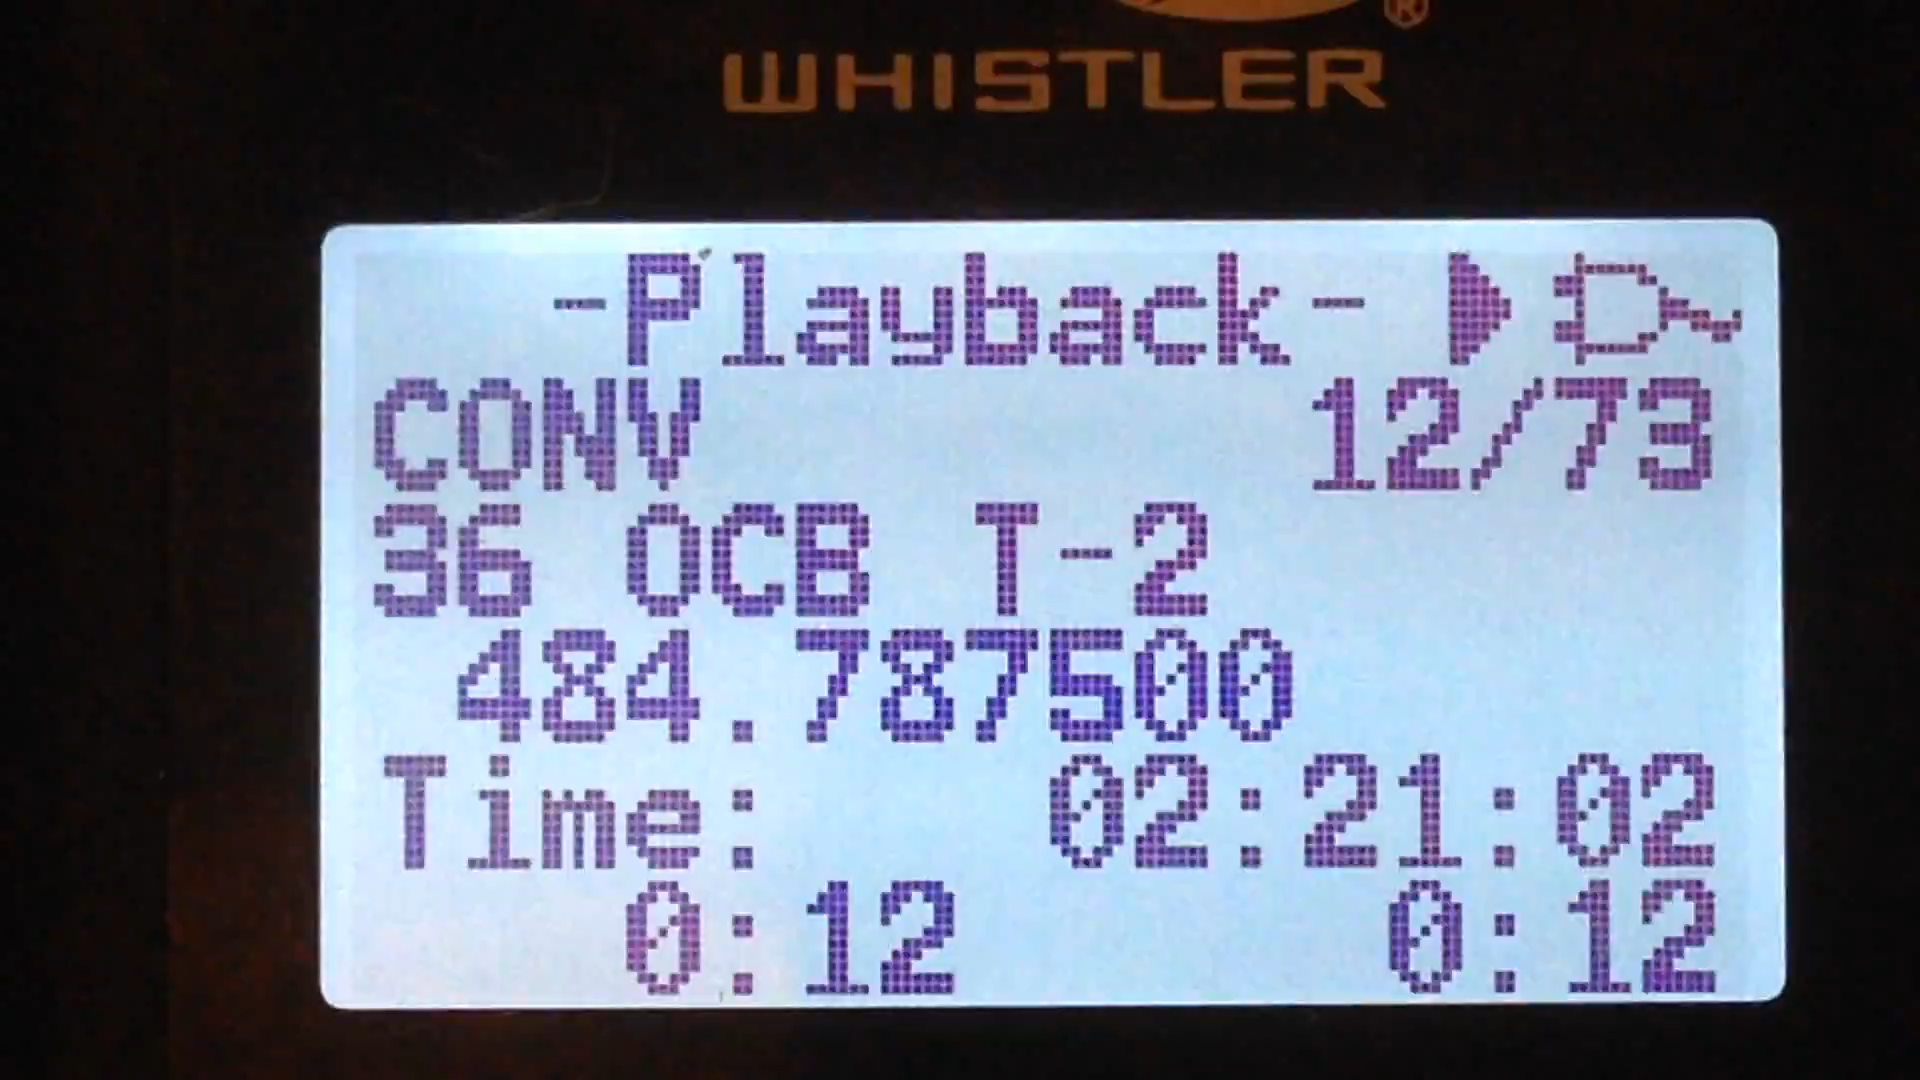 ®
WHISTLER
-Playback-
CONV 12/73
36 OCB T-2
484.787500
Time: 02:21:02
0:12 0:12